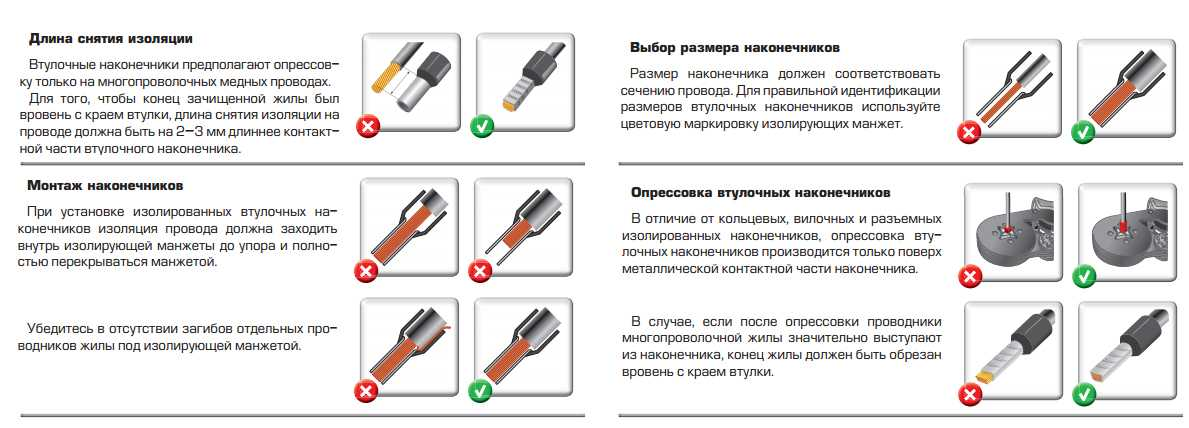 Длина снятия изоляции
Втулочные наконечники предполагают опрессов-
ку только на многопроволочных медных проводах.
Для того, чтобы конец зачищенной жилы был
вровень с краем втулки, длина снятия изоляции на
проводе должна быть на 2-3 мм длиннее контакт-
ной части втулочного наконечника.
Монтаж наконечников
При установке изолированных втулочных на-
конечников изоляция провода должна заходить
внутрь изолирующей манжеты до упора и полно-
стью перекрываться манжетой.
Убедитесь в отсутствии загибов отдельных про-
водников жилы под изолирующей манжетой.
Выбор размера наконечников
Размер наконечника должен соответствовать
сечению провода. Для правильной идентификации
размеров втулочных наконечников используйте
цветовую маркировку изолирующих манжет.
Опрессовка втулочных наконечников
В отличие от кольцевых, вилочных и разъемных
изолированных наконечников, опрессовка вту-
лочных наконечников производится только поверх
металлической контактной части наконечника.
В случае, если после опрессовки проводники
многопроволочной жилы значительно выступают
из наконечника, конец жилы должен быть обрезан
вровень с краем втулки.